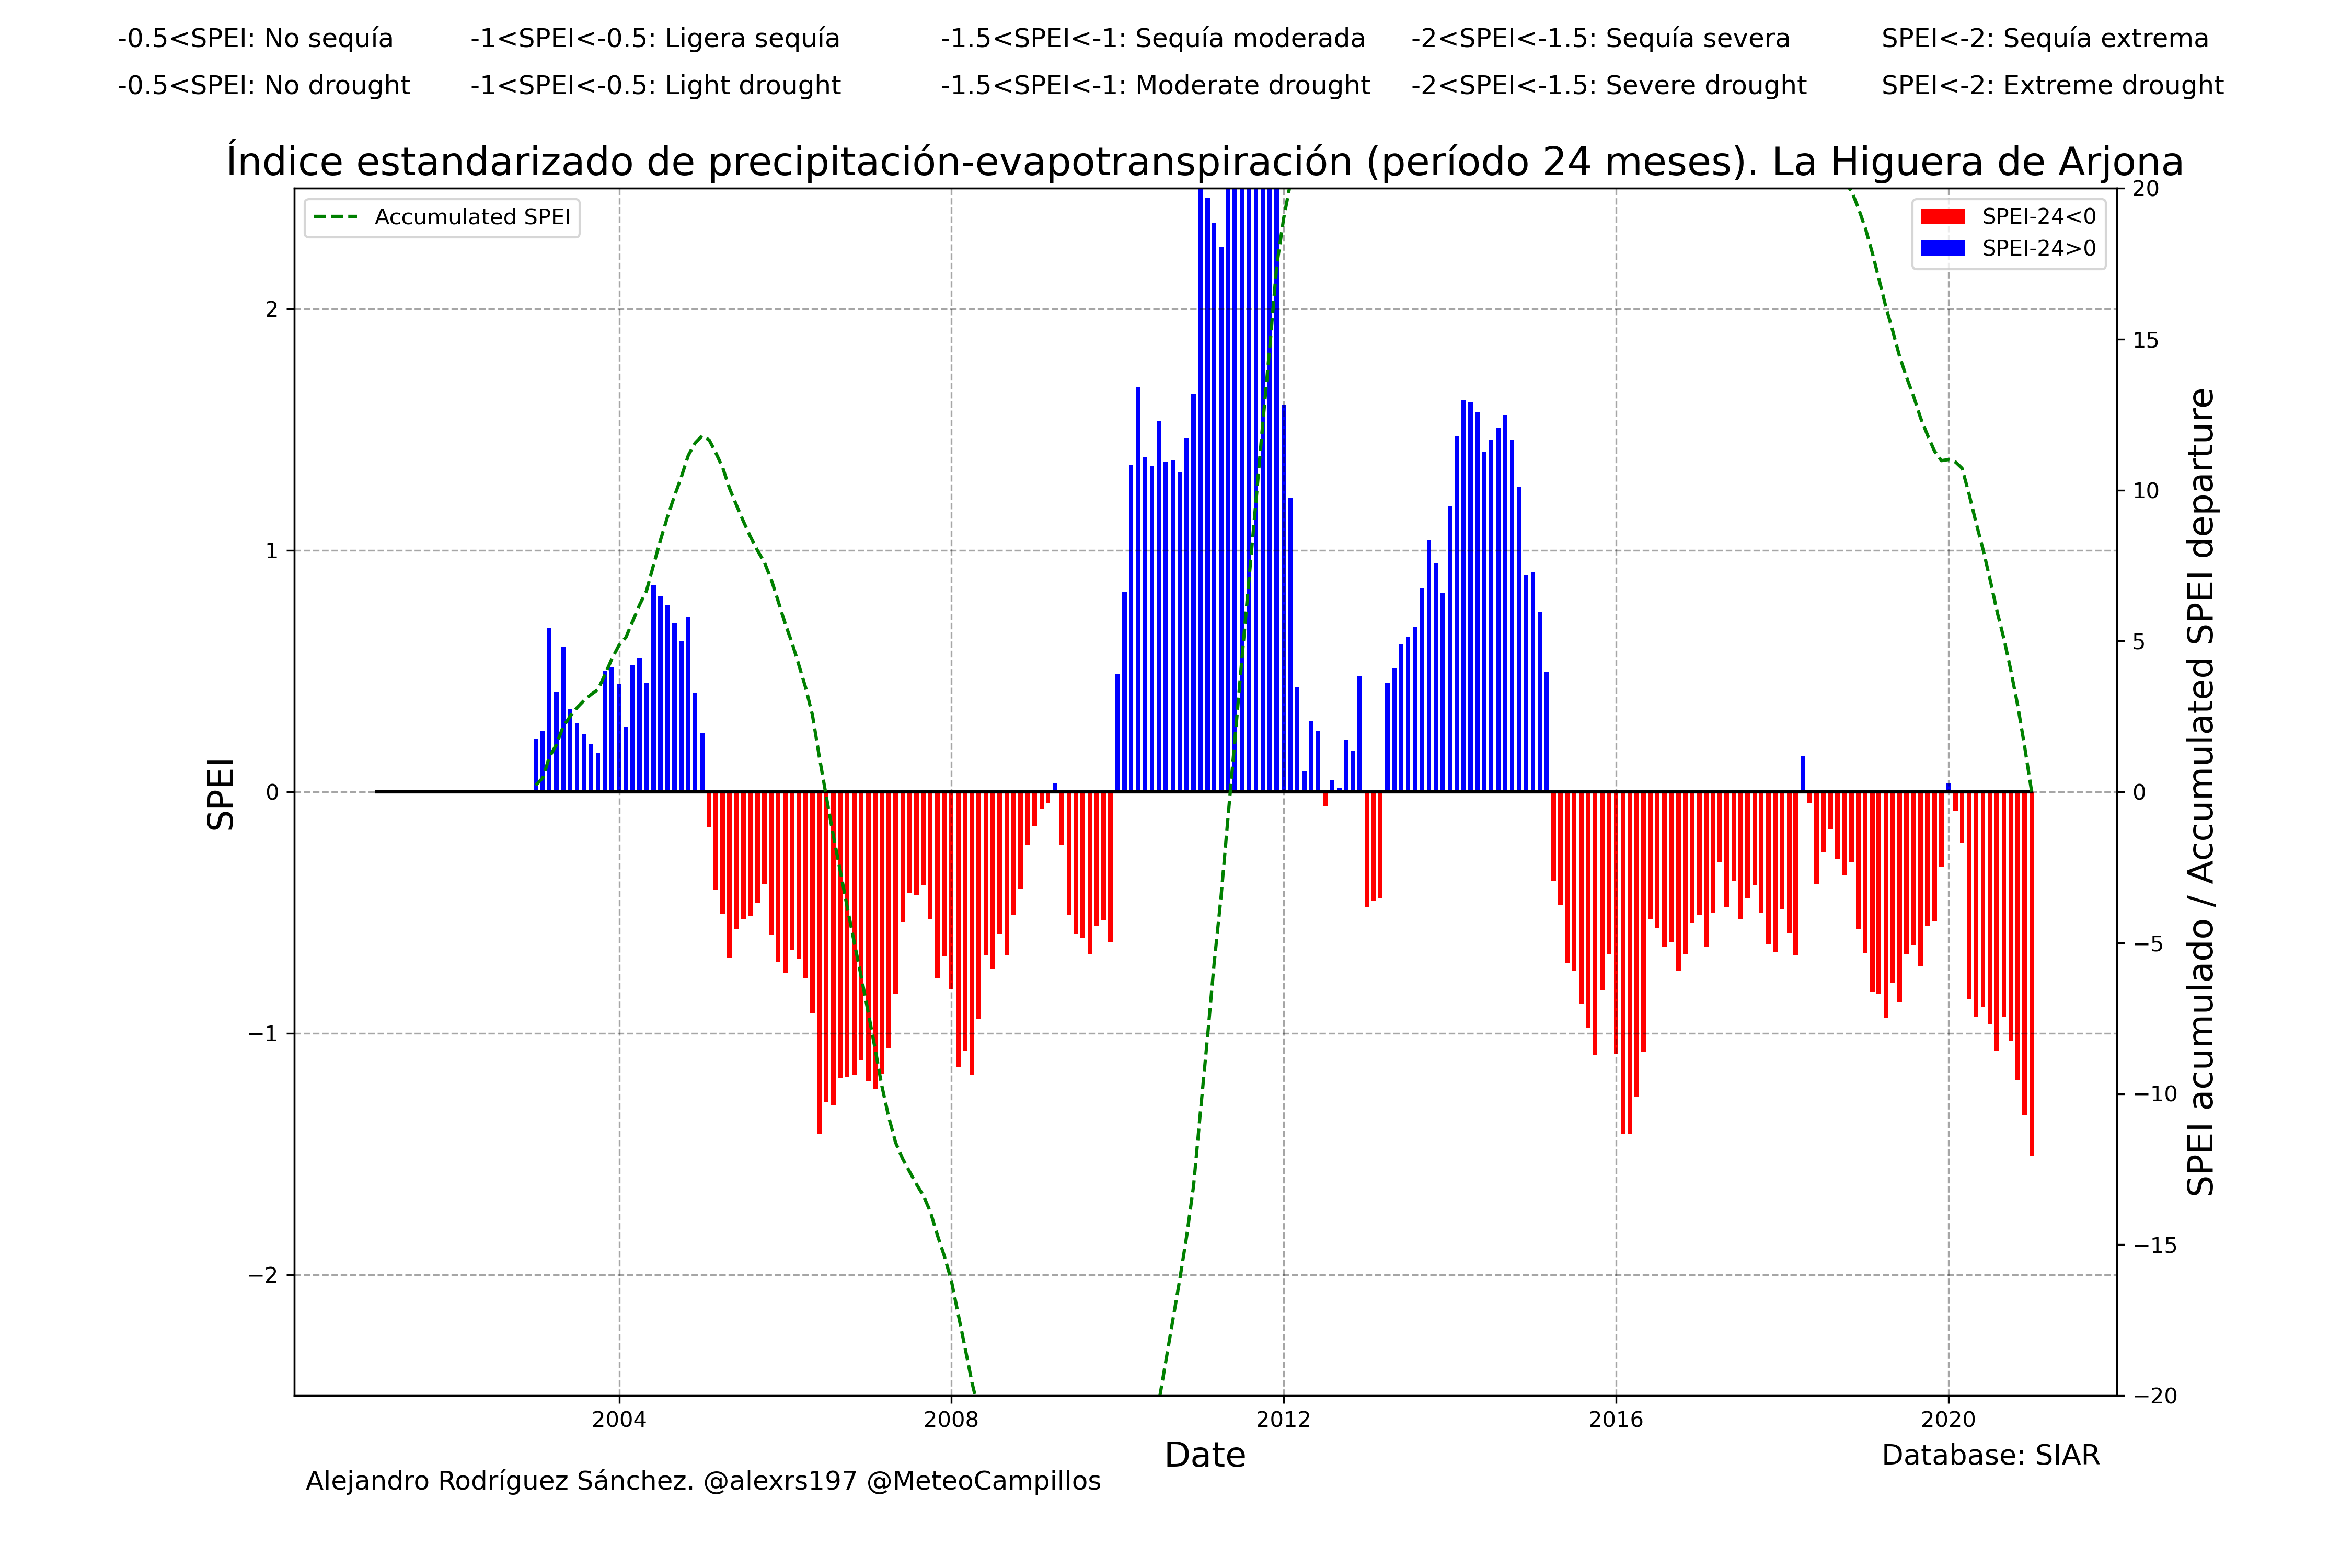 -0.5<SPEI: No sequía -1<SPEI<-0.5: Ligera sequía -1.5<SPEI<-1: Sequía moderada -2<SPEI<-1.5: Sequía severa SPEI<-2: Sequía extrema
-0.5<SPEI: No drought -1<SPEI<-0.5: Light drought -1.5<SPEI<-1: Moderate drought -2<SPEI<-1.5: Severe drought SPEI<-2: Extreme drought
Índice estandarizado de precipitación-evapotranspiración (período 24 meses). La Higuera de Arjona
Accumulated SPEI
SPEI-24<0
SPEI-24>0
SPEI
2
1
0
−1
−2
20
15
10
5
0
−5
−10
−15
−20
SPEI acumulado / Accumulated SPEI departure
2004 2008 2012 2016 2020
Date
Database: SIAR
Alejandro Rodríguez Sánchez. @alexrs197 @MeteoCampillos